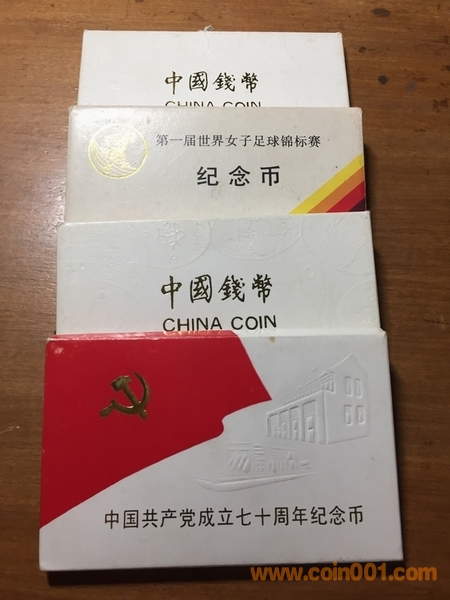 中國錢幣
CHINA COIN
第一届世界女子足球锦标赛
纪念币
中國錢幣
CHINA COIN
中国共产党成立七十周年纪念币
www.coin001.com